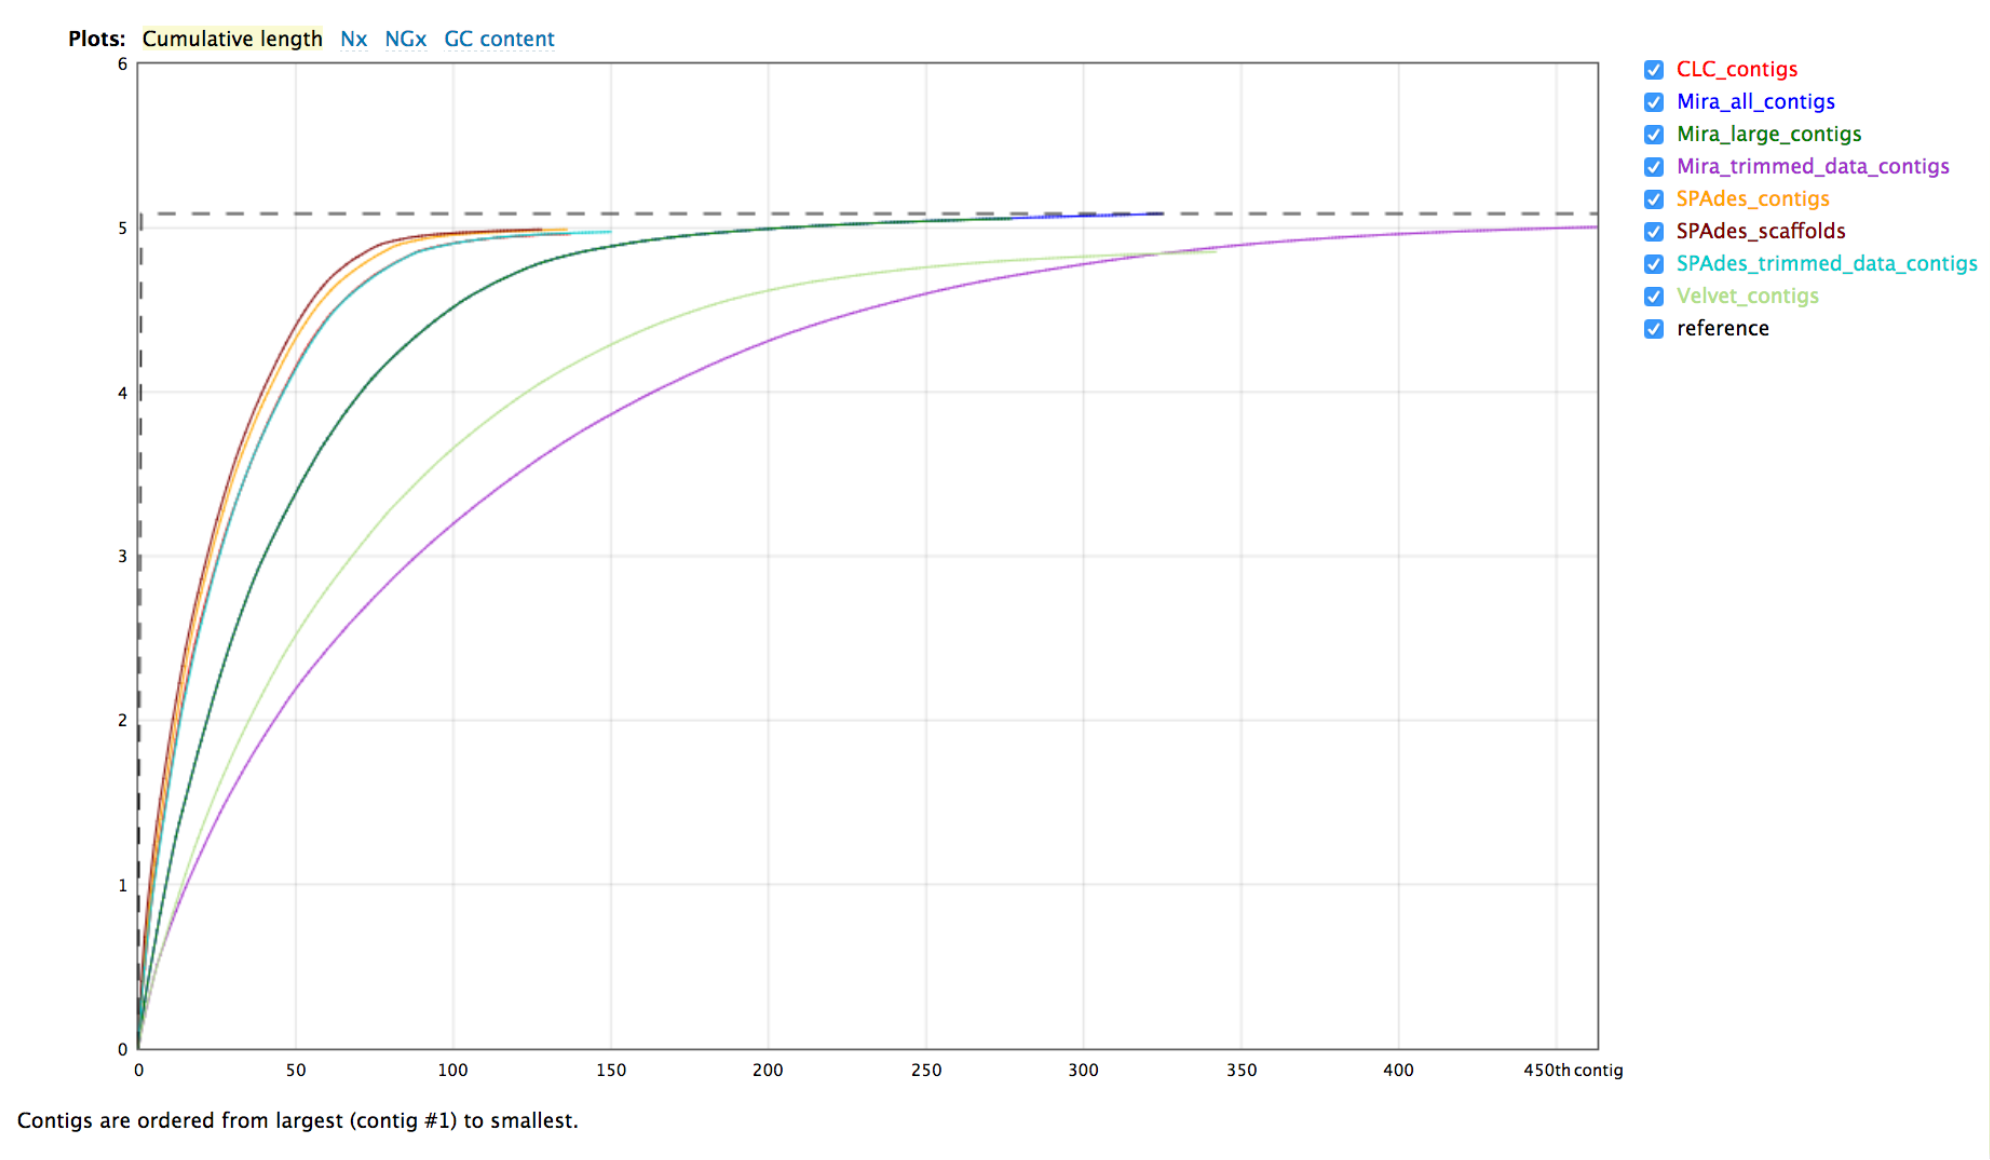 Plots: Cumulative length Nx NGx GC content
6
5
4
3
2
1
0
0 50 100 150 200 250 300 350 400 450th contig
CLC_contigs
Mira_all_contigs
Mira_large_contigs
Mira_trimmed_data_contigs
SPAdes_contigs
SPAdes_scaffolds
SPAdes_trimmed_data_contigs
Velvet_contigs
reference
Contigs are ordered from largest (contig #1) to smallest.